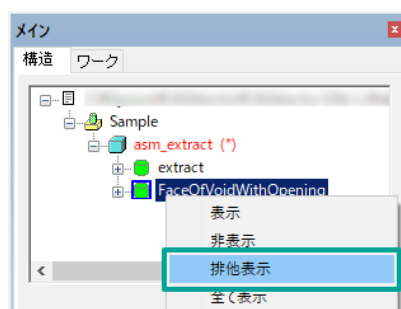 メイン
構造 ワーク
Sample
asm_extract (*)
extract
FaceOfVoidWithOpening
表示
非表示
排他表示
全て表示